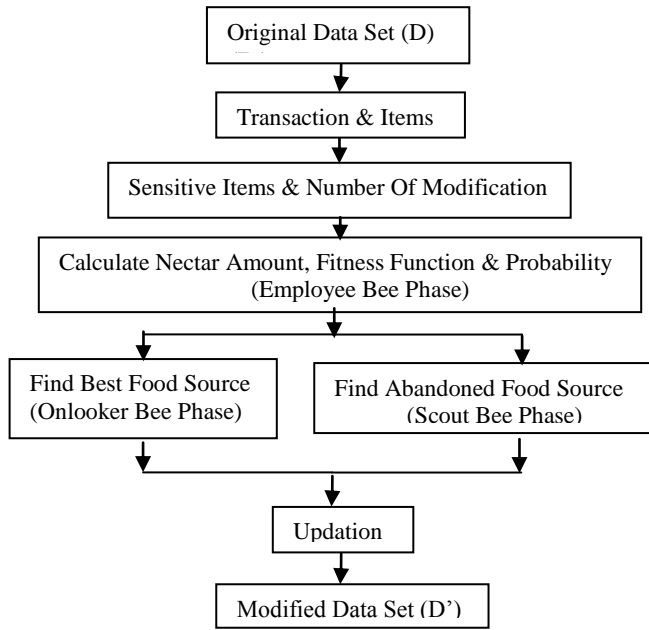 Original Data Set (D)
Transaction & Items
Sensitive Items & Number Of Modification
Calculate Nectar Amount, Fitness Function & Probability
(Employee Bee Phase)
Find Best Food Source
(Onlooker Bee Phase)
Find Abandoned Food Source
(Scout Bee Phase)
Updation
Modified Data Set (D’)